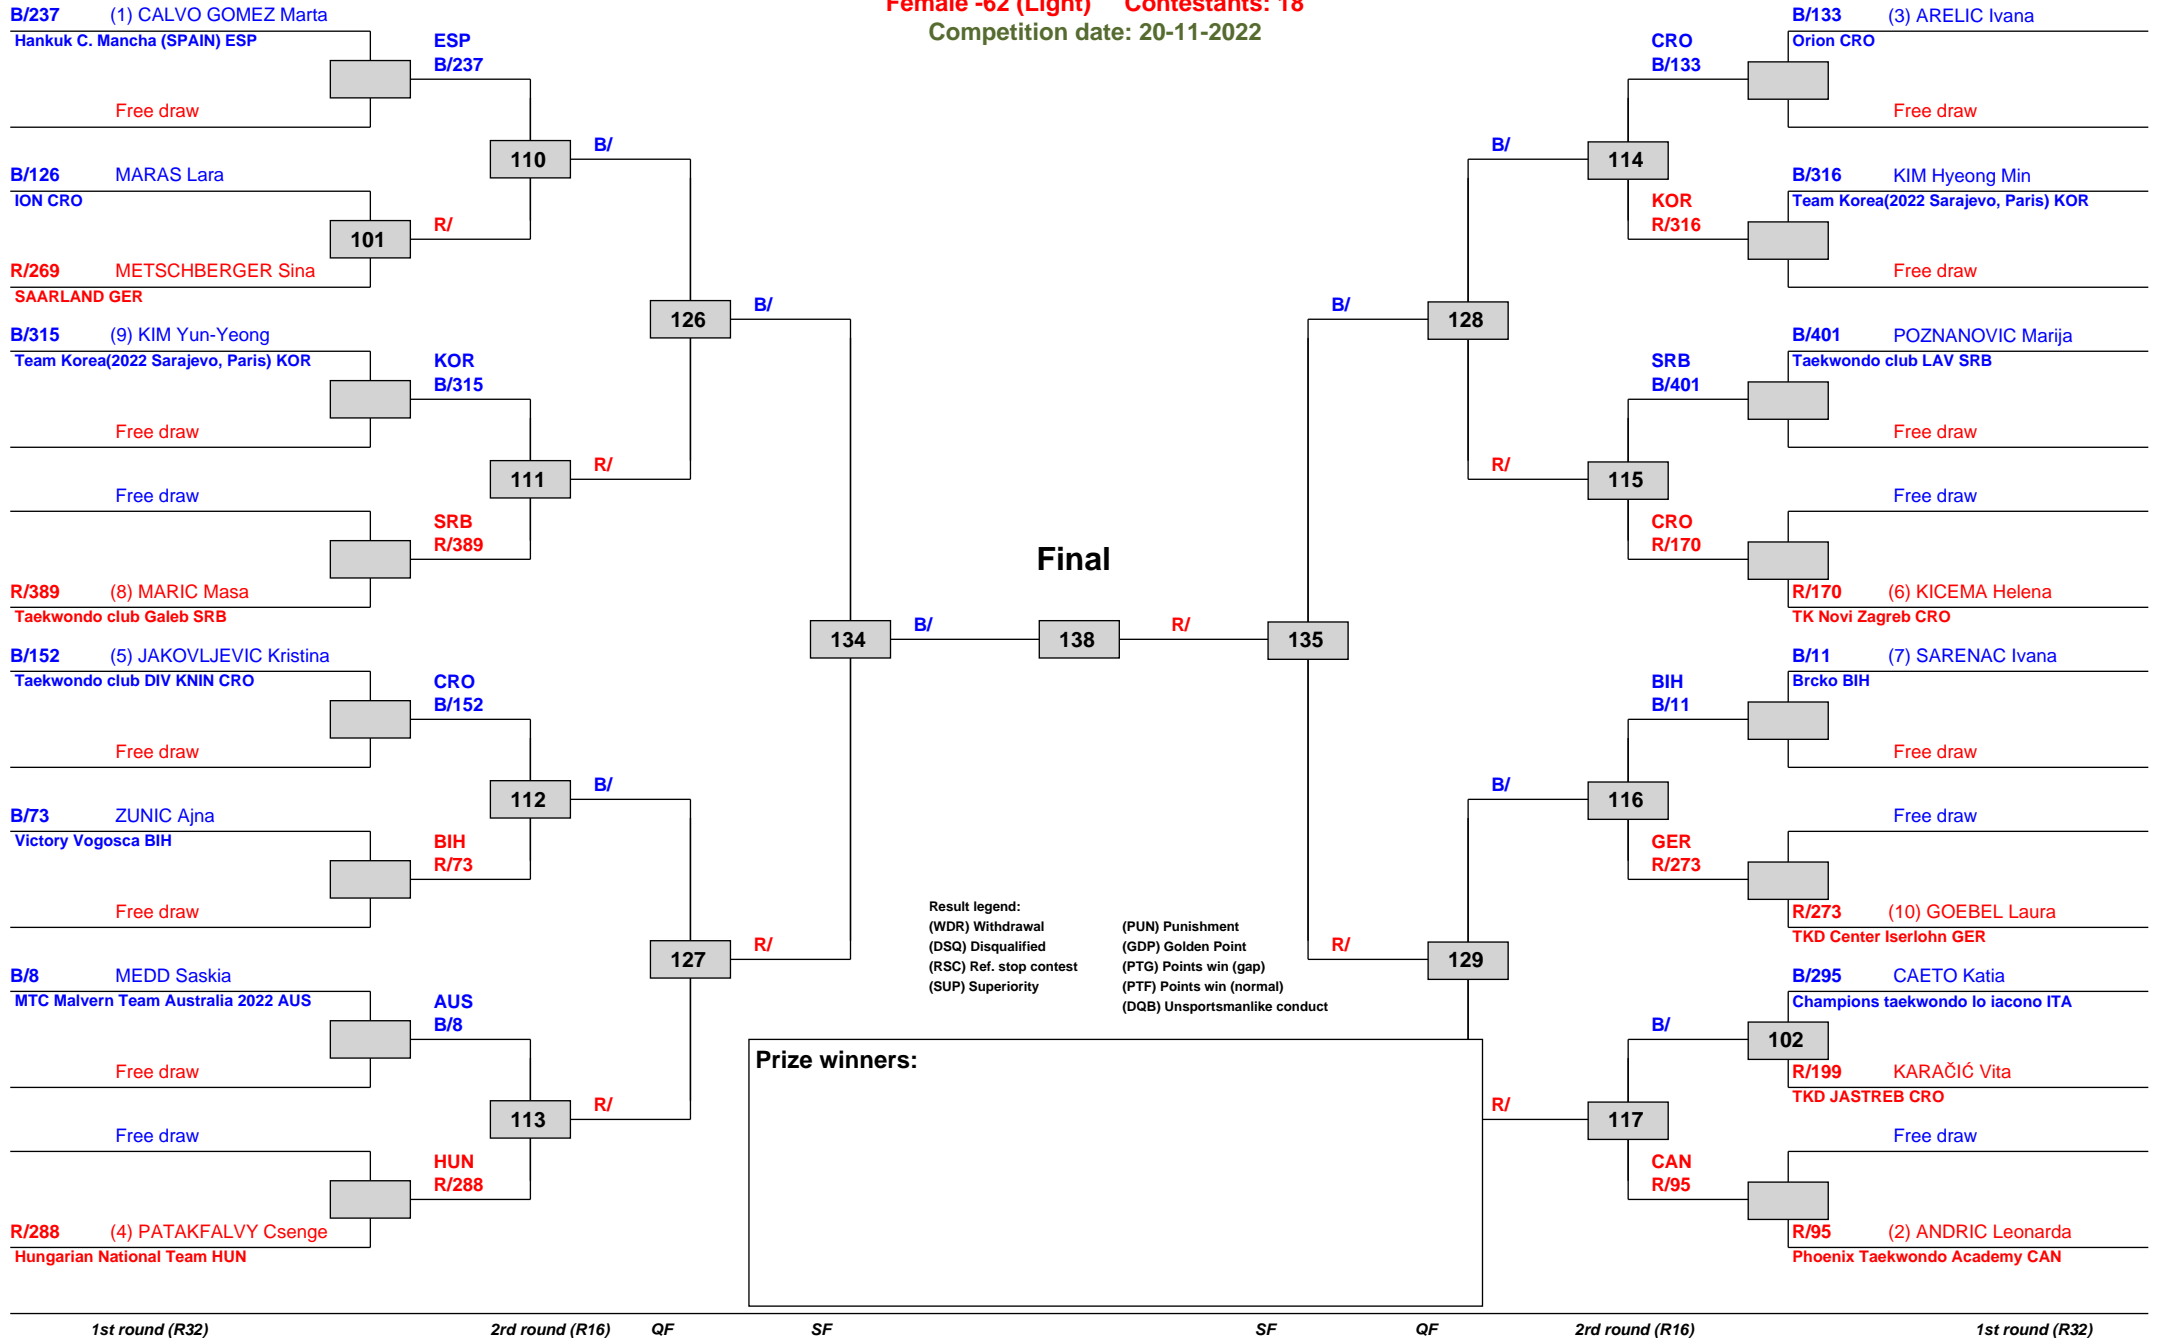 Female -62 (Light) Contestants: 18
Competition date: 20-11-2022
B/237 (1) CALVO GOMEZ Marta
Hankuk C. Mancha (SPAIN) ESP
Free draw
ESP
B/237
B/126 MARAS Lara
ION CRO
101
R/269 METSCHBERGER Sina
SAARLAND GER
R/
110
B/
B/315 (9) KIM Yun-Yeong
Team Korea(2022 Sarajevo, Paris) KOR
Free draw
KOR
B/315
Free draw
R/389 (8) MARIC Masa
Taekwondo club Galeb SRB
SRB
R/389
111
R/
126
B/
B/152 (5) JAKOVLJEVIC Kristina
Taekwondo club DIV KNIN CRO
Free draw
CRO
B/152
B/73 ZUNIC Ajna
Victory Vogosca BIH
Free draw
BIH
R/73
112
B/
B/8 MEDD Saskia
MTC Malvern Team Australia 2022 AUS
Free draw
AUS
B/8
Free draw
R/288 (4) PATAKFALVY Csenge
Hungarian National Team HUN
HUN
R/288
113
R/
127
R/
134
B/
Final
138
R/
135
B/
R/
128
B/
R/
129
B/
R/
114
CRO
B/133
KOR
R/316
B/133 (3) ARELIC Ivana
Orion CRO
Free draw
B/316 KIM Hyeong Min
Team Korea(2022 Sarajevo, Paris) KOR
Free draw
115
SRB
B/401
CRO
R/170
B/401 POZNANOVIC Marija
Taekwondo club LAV SRB
Free draw
Free draw
R/170 (6) KICEMA Helena
TK Novi Zagreb CRO
116
BIH
B/11
GER
R/273
B/11 (7) SARENAC Ivana
Brcko BIH
Free draw
Free draw
R/273 (10) GOEBEL Laura
TKD Center Iserlohn GER
117
B/
CAN
R/95
B/295 CAETO Katia
Champions taekwondo lo iacono ITA
102
R/199 KARAČIĆ Vita
TKD JASTREB CRO
Free draw
R/95 (2) ANDRIC Leonarda
Phoenix Taekwondo Academy CAN
Result legend:
(WDR) Withdrawal (PUN) Punishment
(DSQ) Disqualified (GDP) Golden Point
(RSC) Ref. stop contest (PTG) Points win (gap)
(SUP) Superiority (PTF) Points win (normal)
(DQB) Unsportsmanlike conduct
Prize winners:
1st round (R32) 2rd round (R16) QF SF SF QF 2rd round (R16) 1st round (R32)